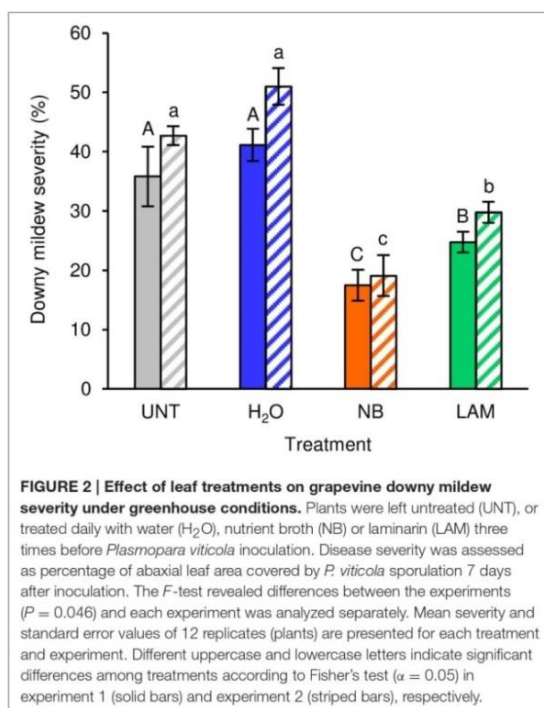 60
50
40
30
20
10
0
Downy mildew severity (%)
A a
A a
C c
B b
UNT H₂O NB LAM
Treatment
FIGURE 2 | Effect of leaf treatments on grapevine downy mildew
severity under greenhouse conditions. Plants were left untreated (UNT), or
treated daily with water (H₂O), nutrient broth (NB) or laminarin (LAM) three
times before Plasmopara viticola inoculation. Disease severity was assessed
as percentage of abaxial leaf area covered by P. viticola sporulation 7 days
after inoculation. The F-test revealed differences between the experiments
(P = 0.046) and each experiment was analyzed separately. Mean severity and
standard error values of 12 replicates (plants) are presented for each treatment
and experiment. Different uppercase and lowercase letters indicate significant
differences among treatments according to Fisher's test (α = 0.05) in
experiment 1 (solid bars) and experiment 2 (striped bars), respectively.